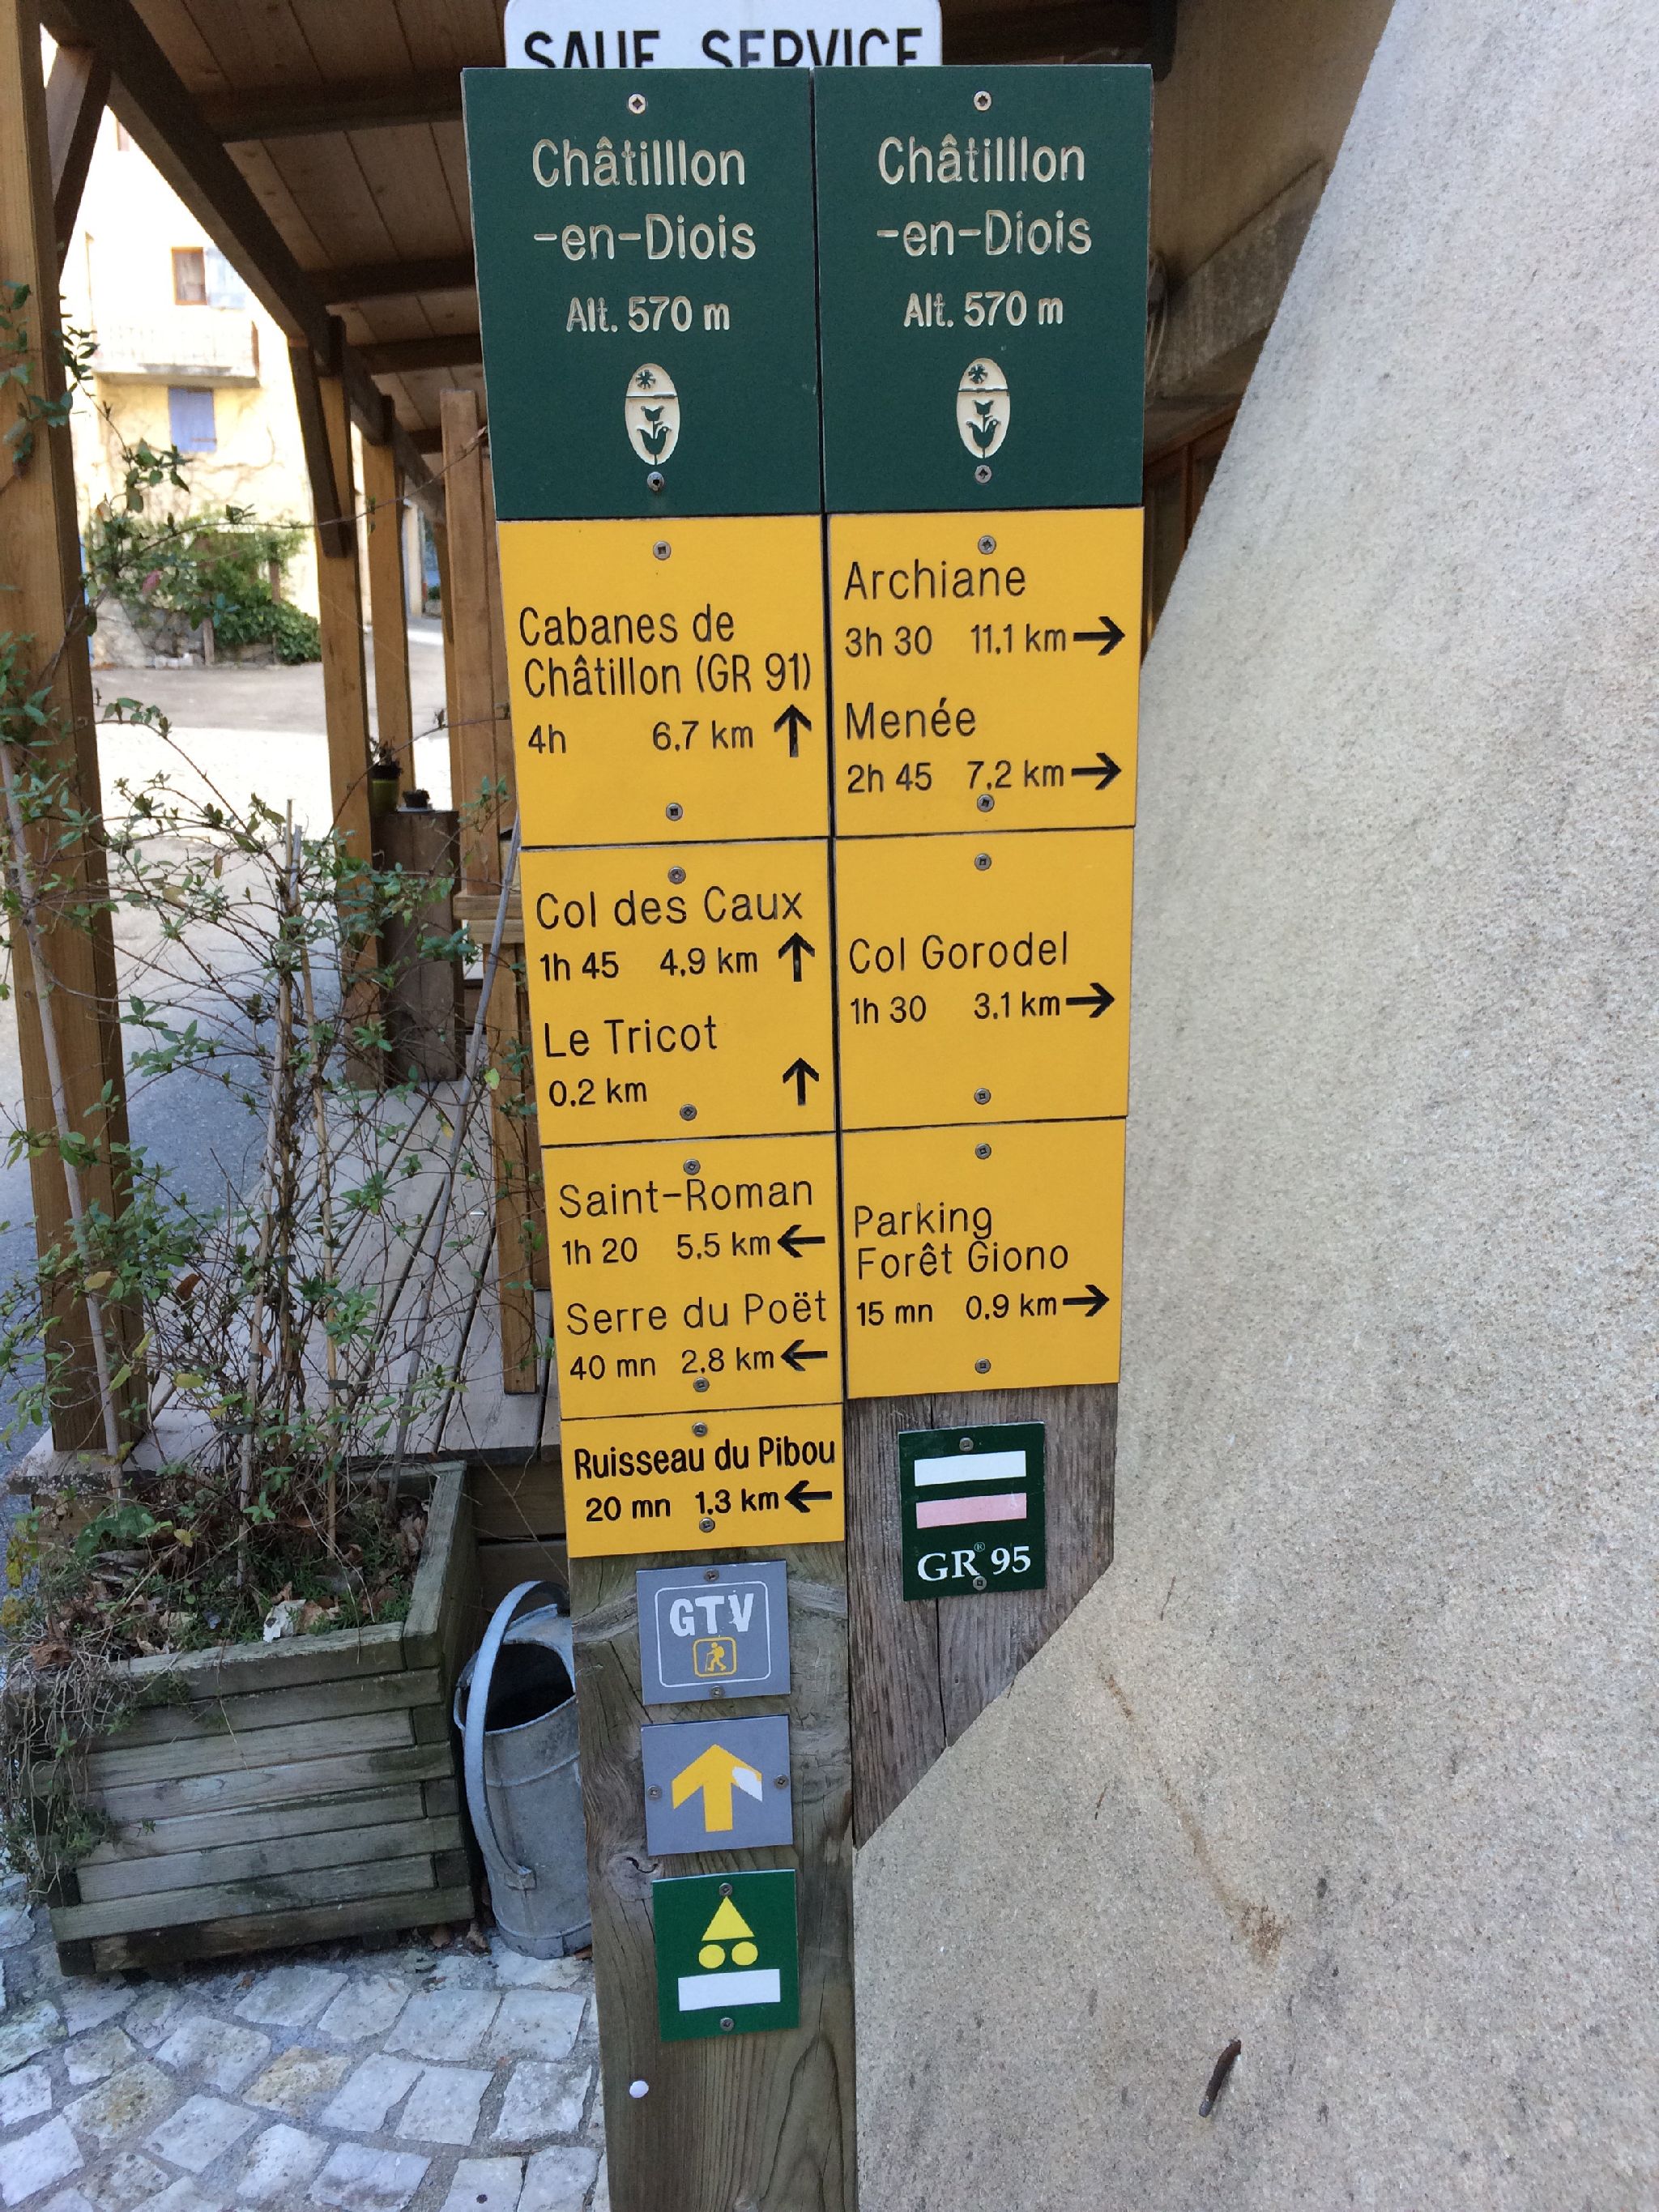 SAUF SERVICE
Châtilllon
-en-Diois
Alt. 570 m
Cabanes de
Châtillon (GR 91)
4h 6.7 km ↑
Col des Caux
1h 45 4.9 km ↑
Le Tricot
0.2 km ↑
Saint-Roman
1h 20 5.5 km ←
Serre du Poët
40 mn 2.8 km ←
Ruisseau du Pibou
20 mn 1.3 km ←
GTV
Châtilllon
-en-Diois
Alt. 570 m
Archiane
3h 30 11.1 km →
Menée
2h 45 7.2 km →
Col Gorodel
1h 30 3.1 km →
Parking
Forêt Giono
15 mn 0.9 km →
GR® 95